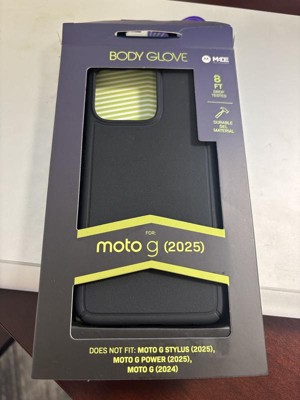 BODY GLOVE
8
FT
DROP
TESTED
DURABLE
GEL
MATERIAL
FOR:
moto g (2025)
DOES NOT FIT: MOTO G STYLUS (2025),
MOTO G POWER (2025),
MOTO G (2024)